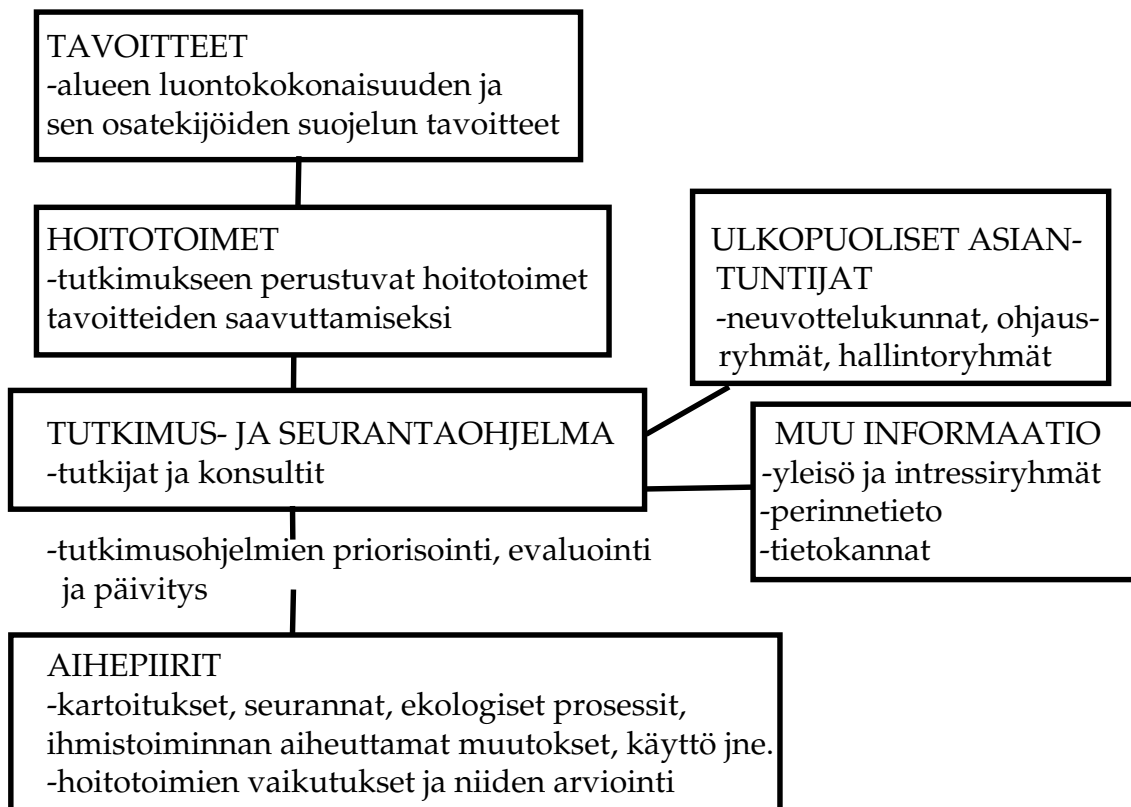 TAVOITTEET
-alueen luontokokonaisuuden ja
sen osatekijöiden suojelun tavoitteet
HOITOTOIMET
-tutkimukseen perustuvat hoitotoimet
tavoitteiden saavuttamiseksi
ULKOPUOLISET ASIAN-
TUNTIJAT
-neuvottelukunnat, ohjaus-
ryhmät, hallintoryhmät
TUTKIMUS- JA SEURANTAOHJELMA
-tutkijat ja konsultit
MUU INFORMAATIO
-yleisö ja intressiryhmät
-perinnetieto
-tietokannat
-tutkimusohjelmien priorisointi, evaluointi
ja päivitys
AIHEPIIRIT
-kartoitukset, seurannat, ekologiset prosessit,
ihmistoiminnan aiheuttamat muutokset, käyttö jne.
-hoitotoimien vaikutukset ja niiden arviointi